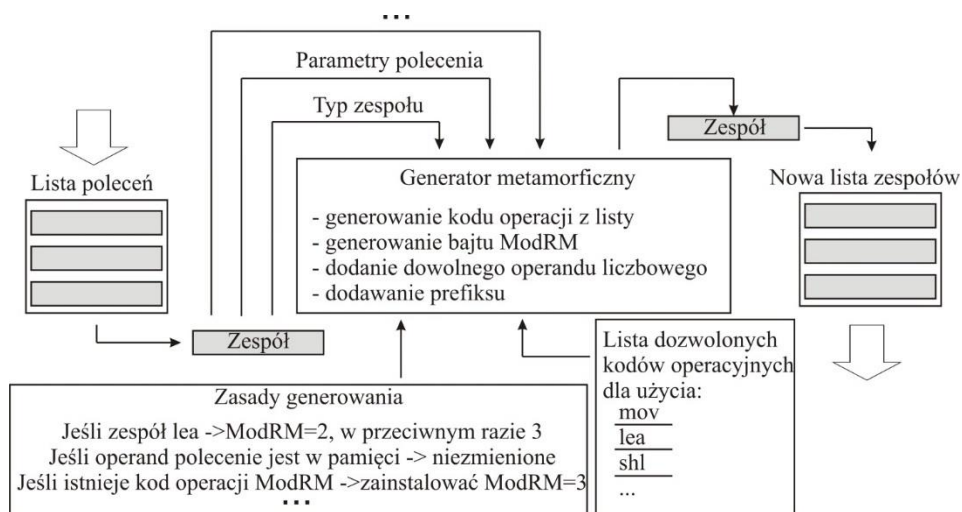 ...
Parametry polecenia
Typ zespołu
Zespół
Lista poleceń
Generator metamorficzny
- generowanie kodu operacji z listy
- generowanie bajtu ModRM
- dodanie dowolnego operandu liczbowego
- dodawanie prefiksu
Nowa lista zespołów
Zespół
Zasady generowania
Jeśli zespół lea ->ModRM=2, w przeciwnym razie 3
Jeśli operand polecenie jest w pamięci -> niezmienione
Jeśli istnieje kod operacji ModRM ->zainstalować ModRM=3
...
Lista dozwolonych
kodów operacyjnych
dla użycia:
mov
lea
shl
...